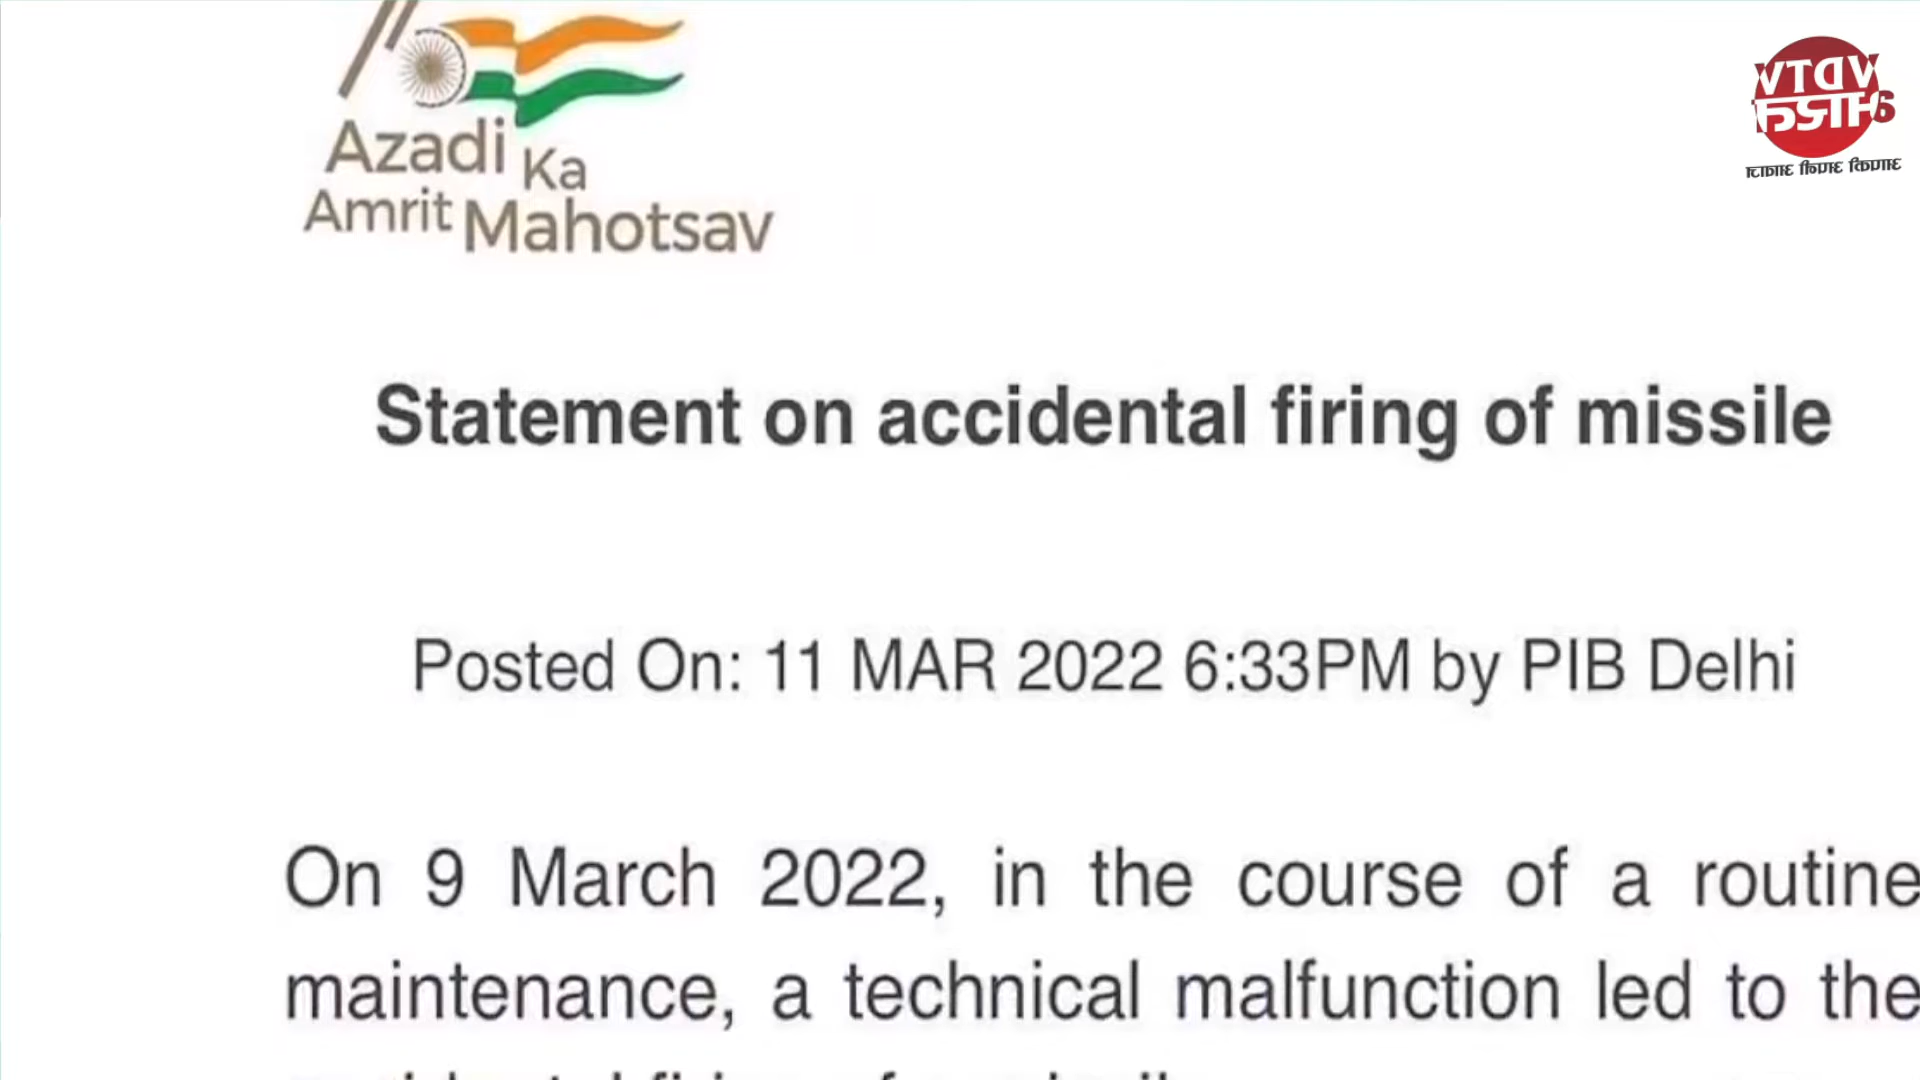 Azadi Ka
Amrit Mahotsav
Statement on accidental firing of missile
Posted On: 11 MAR 2022 6:33PM by PIB Delhi
On 9 March 2022, in the course of a routine
maintenance, a technical malfunction led to the